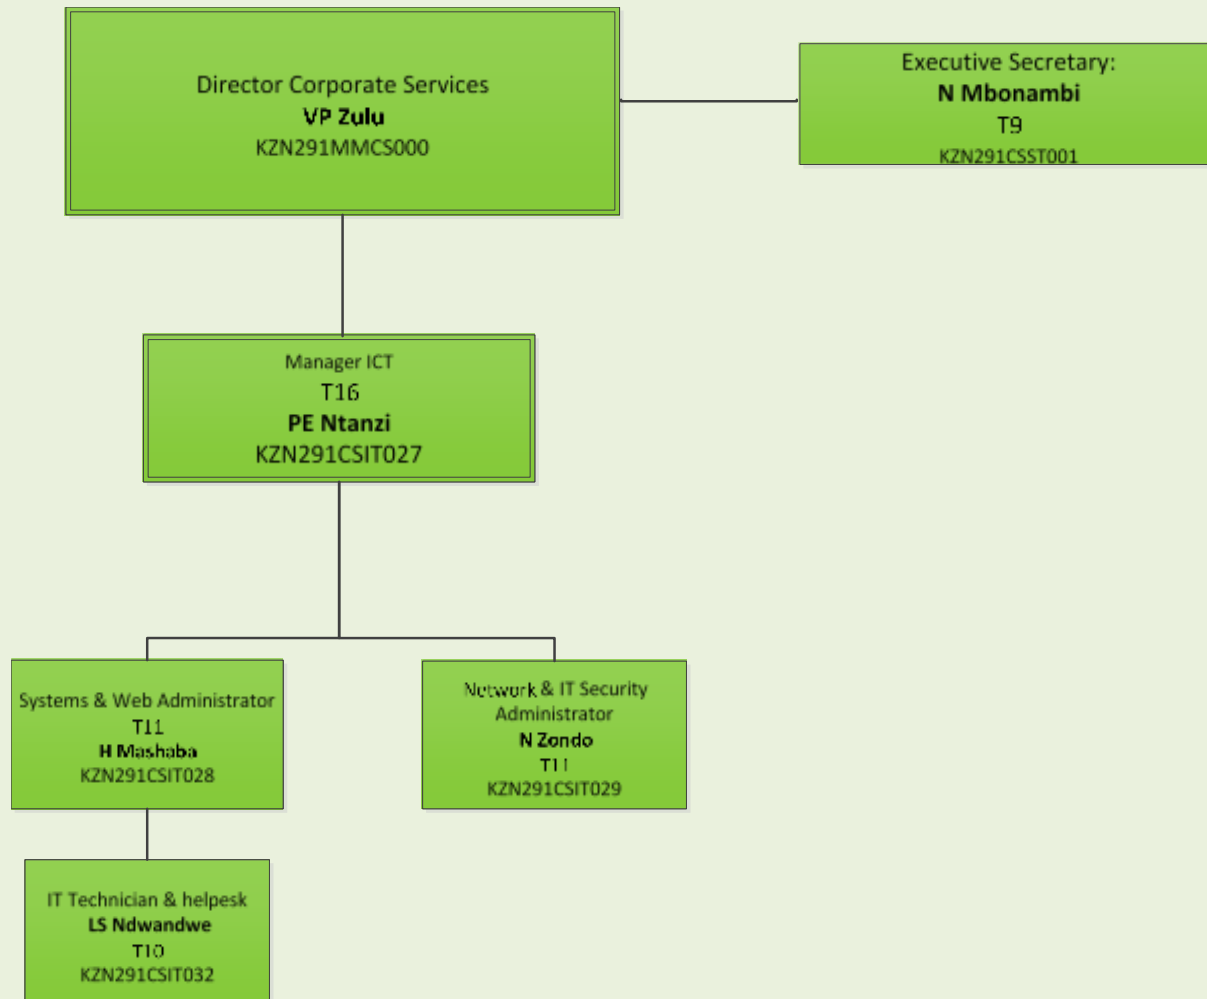 Director Corporate Services
VP Zulu
KZN291MMCS000
Executive Secretary:
N Mbonambi
T9
KZN291CSST001
Manager ICT
T16
PE Ntanzi
KZN291CSIT027
Systems & Web Administrator
T11
H Mashaba
KZN291CSIT028
Network & IT Security
Administrator
N Zondo
T11
KZN291CSIT029
IT Technician & helpesk
LS Ndwandwe
T10
KZN291CSIT032